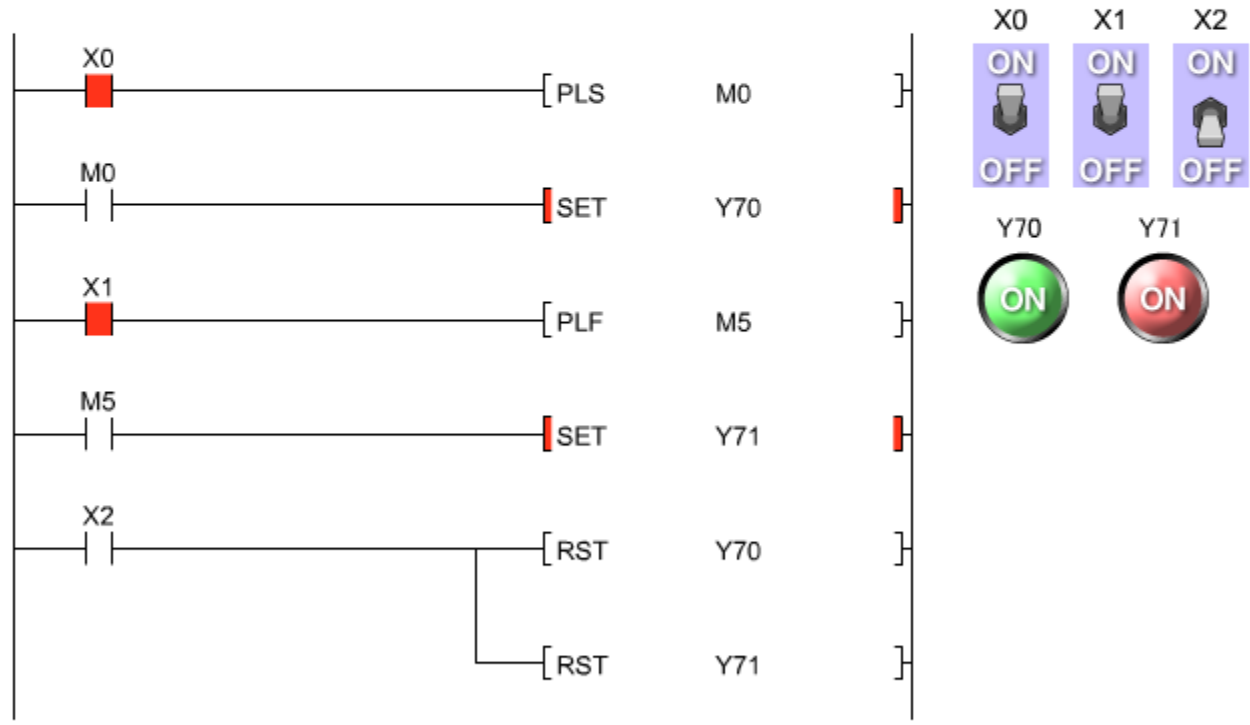 X0
PLS M0
M0
SET Y70
X1
PLF M5
M5
SET Y71
X2
RST Y70
RST Y71
X0 X1 X2
ON ON ON
OFF OFF OFF
Y70 Y71
ON ON